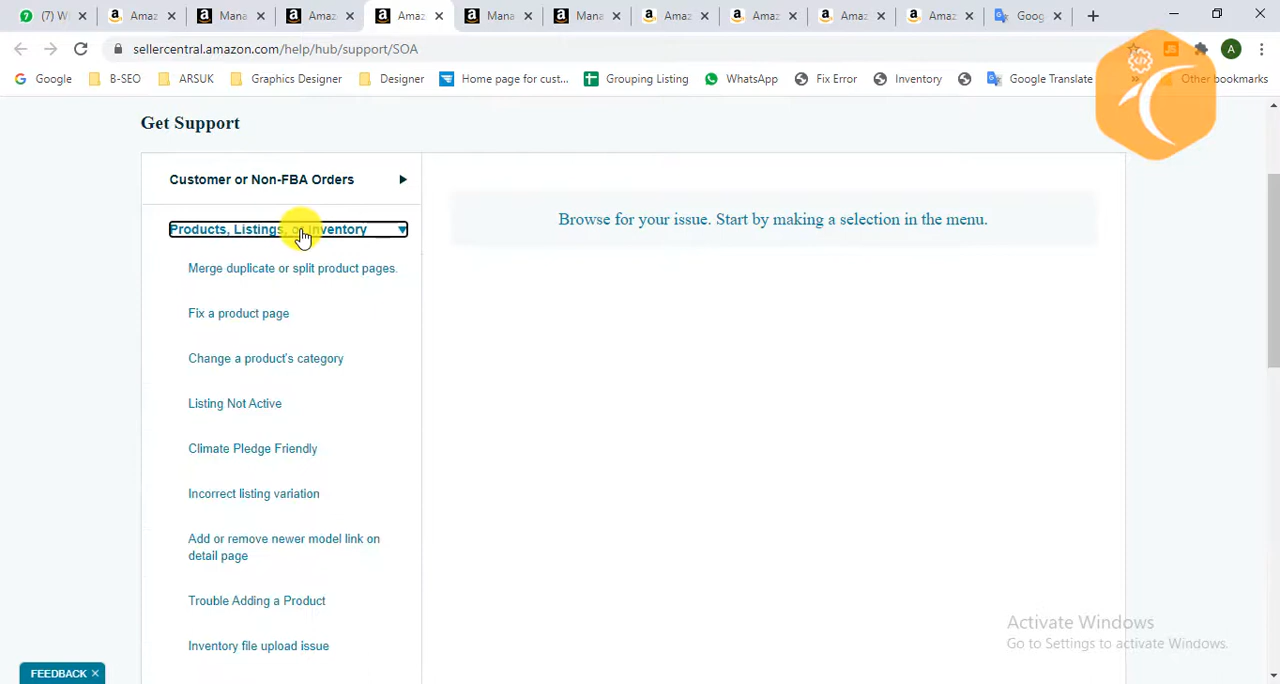 (7) W
Amaz
Mana
Amaz
Amaz
Mana
Mana
Amaz
Amaz
Amaz
Amaz
Goog
sellercentral.amazon.com/help/hub/support/SOA
A
Google
B-SEO
ARSUK
Graphics Designer
Designer
Home page for cust...
Grouping Listing
WhatsApp
Fix Error
Inventory
Google Translate
Other bookmarks
Get Support
Customer or Non-FBA Orders
Products, Listings, or Inventory
Browse for your issue. Start by making a selection in the menu.
Merge duplicate or split product pages.
Fix a product page
Change a product's category
Listing Not Active
Climate Pledge Friendly
Incorrect listing variation
Add or remove newer model link on
detail page
Trouble Adding a Product
Inventory file upload issue
Activate Windows
Go to Settings to activate Windows.
FEEDBACK